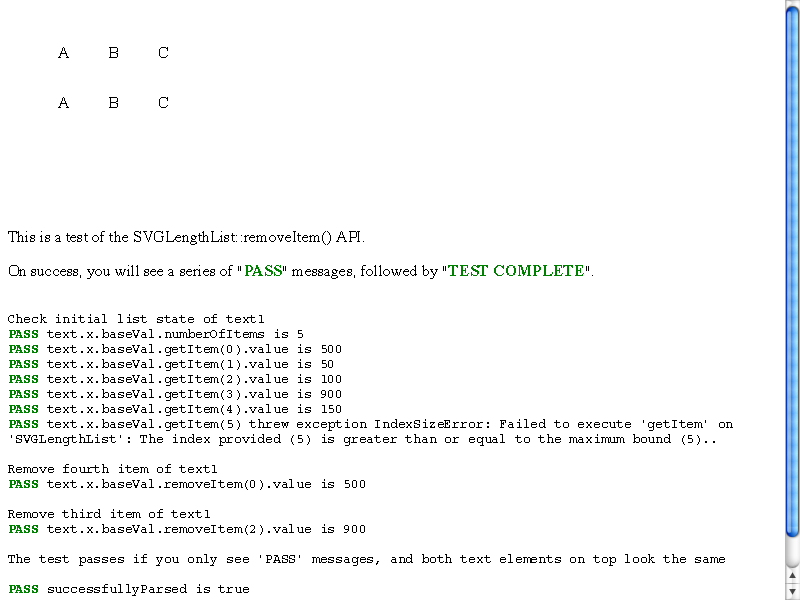 A B C
A B C
This is a test of the SVGLengthList::removeItem() API.
On success, you will see a series of "PASS" messages, followed by "TEST COMPLETE".
Check initial list state of text1
PASS text.x.baseVal.numberOfItems is 5
PASS text.x.baseVal.getItem(0).value is 500
PASS text.x.baseVal.getItem(1).value is 50
PASS text.x.baseVal.getItem(2).value is 100
PASS text.x.baseVal.getItem(3).value is 900
PASS text.x.baseVal.getItem(4).value is 150
PASS text.x.baseVal.getItem(5) threw exception IndexSizeError: Failed to execute 'getItem' on
'SVGLengthList': The index provided (5) is greater than or equal to the maximum bound (5)..
Remove fourth item of text1
PASS text.x.baseVal.removeItem(0).value is 500
Remove third item of text1
PASS text.x.baseVal.removeItem(2).value is 900
The test passes if you only see 'PASS' messages, and both text elements on top look the same
PASS successfullyParsed is true